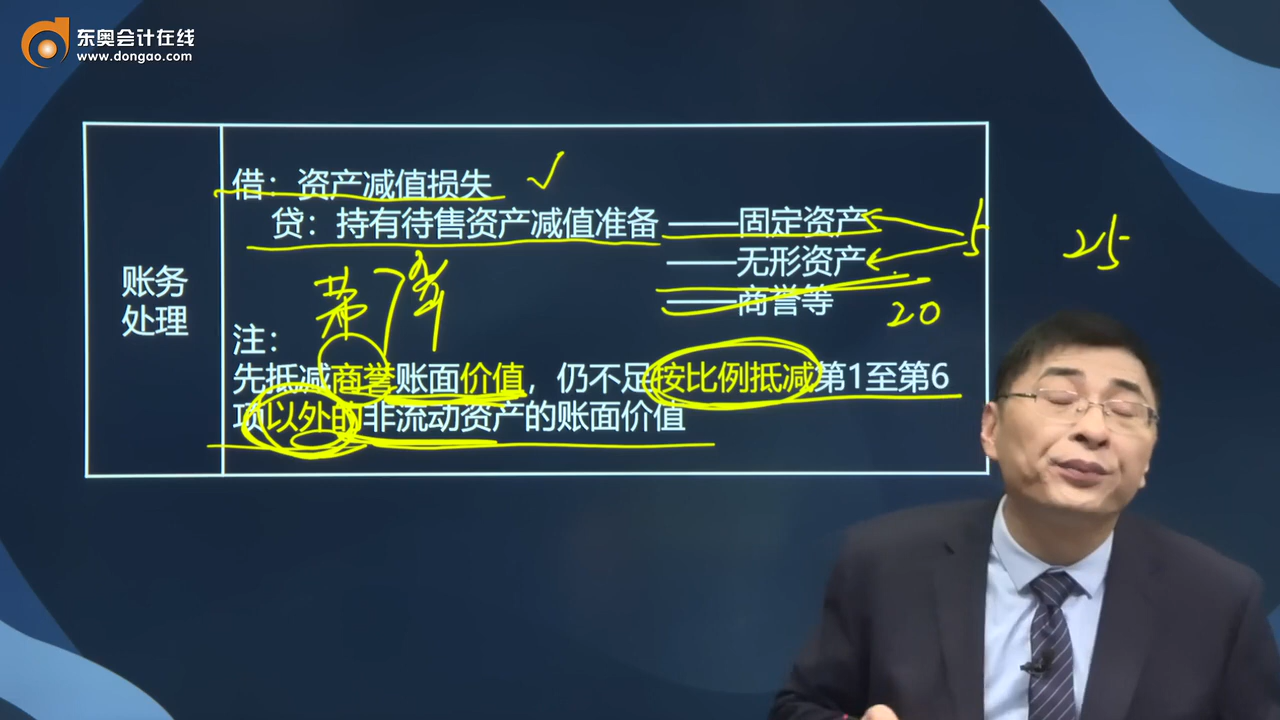 东奥会计在线
www.dongao.com
借：资产减值损失
贷：持有待售资产减值准备 ——固定资产
——无形资产
——商誉等
账务
处理
注：
先抵减商誉账面价值，仍不足按比例抵减第1至第6
项以外的非流动资产的账面价值
5
25
20